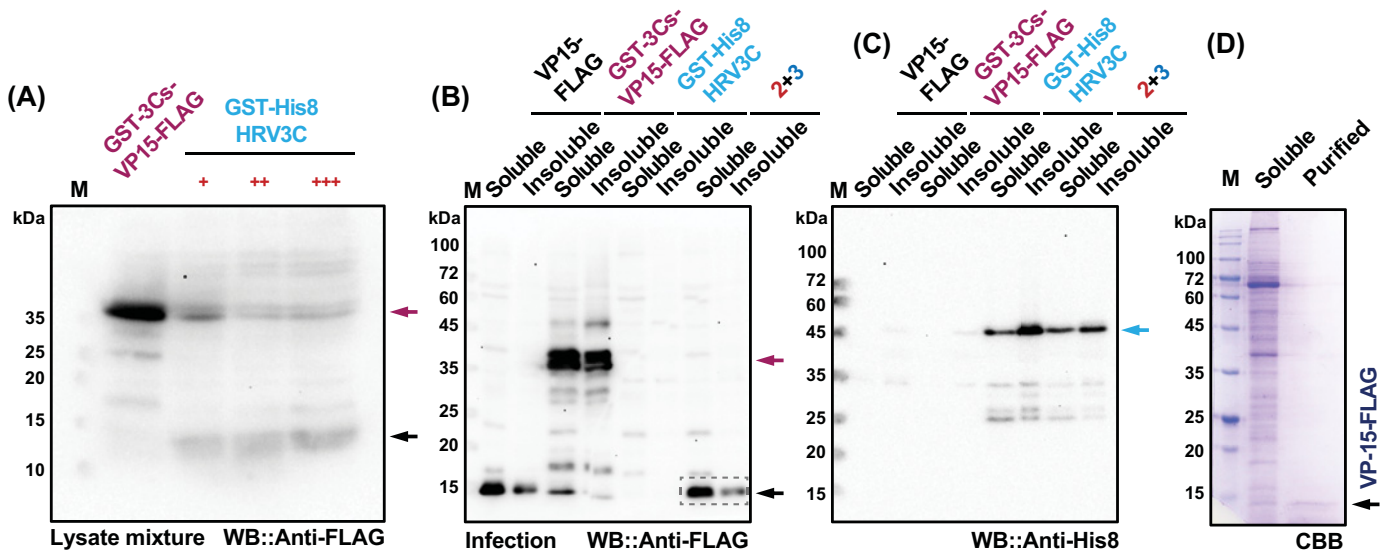 (A)
GST-3Cs-
VP15-FLAG
GST-His8
HRV3C
M
+
++
+++
kDa
35
25
20
15
10
Lysate mixture
WB::Anti-FLAG
(B)
VP15-
FLAG
GST-3Cs-
VP15-FLAG
GST-His8
HRV3C
2+3
M
Soluble
Insoluble
Soluble
Insoluble
Soluble
Insoluble
Soluble
Insoluble
kDa
100
72
60
45
35
25
20
15
Infection
WB::Anti-FLAG
(C)
VP15-
FLAG
GST-3Cs-
VP15-FLAG
GST-His8
HRV3C
2+3
M
Soluble
Insoluble
Soluble
Insoluble
Soluble
Insoluble
Soluble
Insoluble
kDa
100
72
60
45
35
25
20
15
WB::Anti-His8
(D)
M
Soluble
Purified
kDa
100
72
60
45
35
25
20
15
VP-15-FLAG
CBB